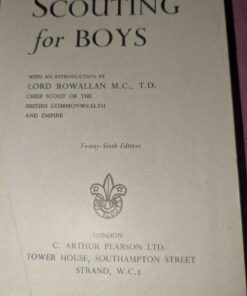 SCOUTING
for BOYS
WITH AN INTRODUCTION BY
LORD ROWALLAN M.C., T.D.
CHIEF SCOUT OF THE
BRITISH COMMONWEALTH
AND EMPIRE
Twenty-Sixth Edition
LONDON
C. ARTHUR PEARSON LTD.
TOWER HOUSE, SOUTHAMPTON STREET
STRAND, W.C.2